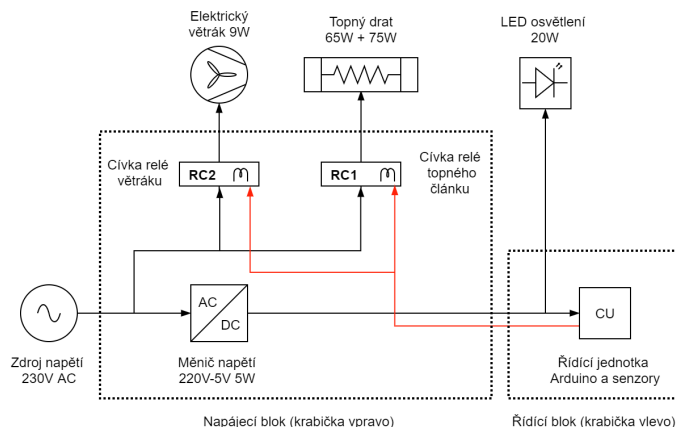 Elektrický
větrák 9W
Topný drat
65W + 75W
LED osvětlení
20W
Cívka relé
větráku
RC2
RC1
Cívka relé
topného
článku
AC
DC
CU
Zdroj napětí
230V AC
Měnič napětí
220V-5V 5W
Řídící jednotka
Arduino a senzory
Napájecí blok (krabička vpravo)
Řídící blok (krabička vlevo)